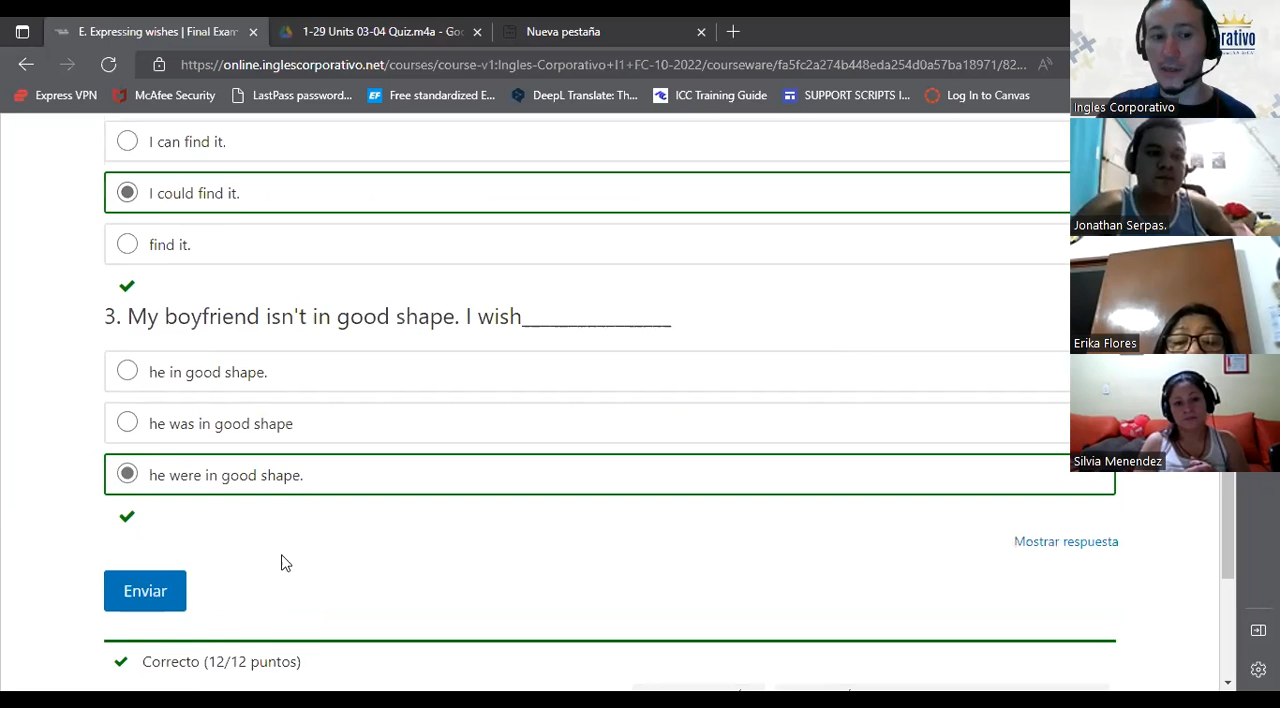 E. Expressing wishes | Final Exam
1-29 Units 03-04 Quiz.m4a - Goo
Nueva pestaña
https://online.inglescorporativo.net/courses/course-v1:Ingles-Corporativo+I1+FC-10-2022/courseware/fa5fc25274b448eda254d0a57ba18971/82...
Express VPN
McAfee Security
LastPass password...
Free standardized E...
DeepL Translate: Th...
ICC Training Guide
SUPPORT SCRIPTS I...
Log In to Canvas
I can find it.
I could find it.
find it.
3. My boyfriend isn't in good shape. I wish________________
he in good shape.
he was in good shape
he were in good shape.
Mostrar respuesta
Enviar
Correcto (12/12 puntos)
Ingles Corporativo
Jonathan Serpas.
Erika Flores
Silvia Menendez